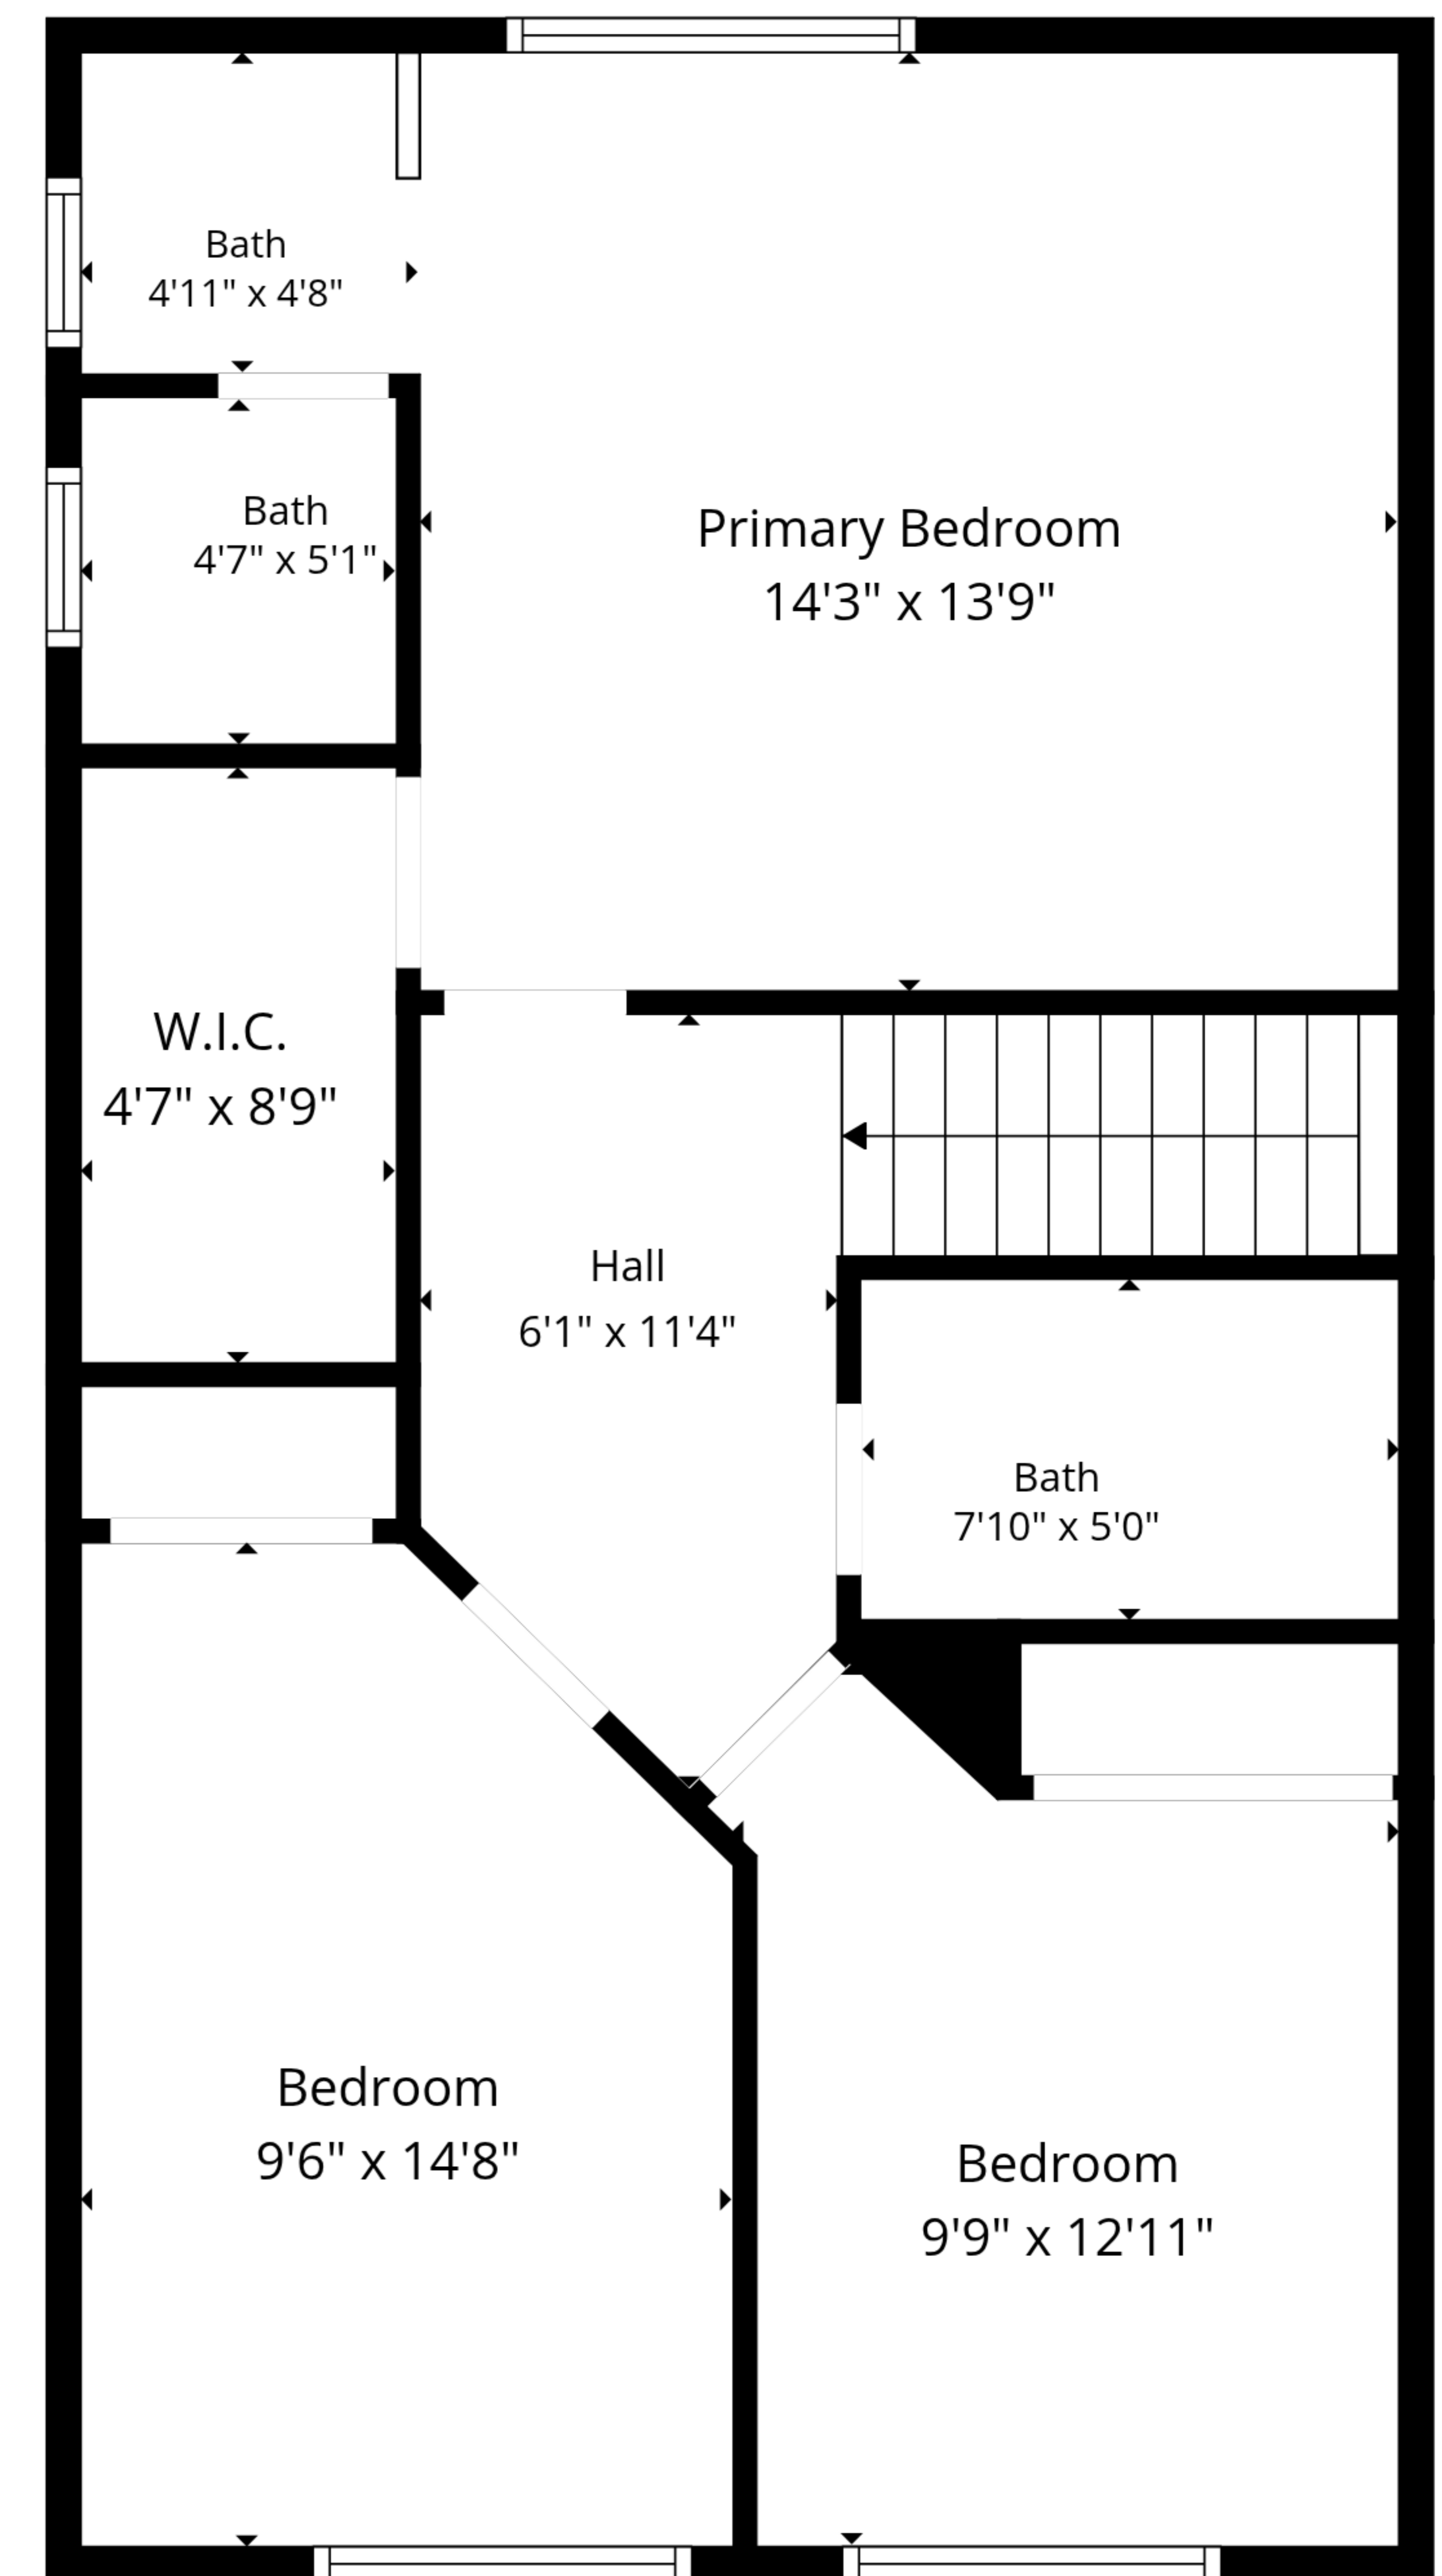 Bath
4'11" x 4'8"
Bath
4'7" x 5'1"
Primary Bedroom
14'3" x 13'9"
W.I.C.
4'7" x 8'9"
Hall
6'1" x 11'4"
Bath
7'10" x 5'0"
Bedroom
9'6" x 14'8"
Bedroom
9'9" x 12'11"